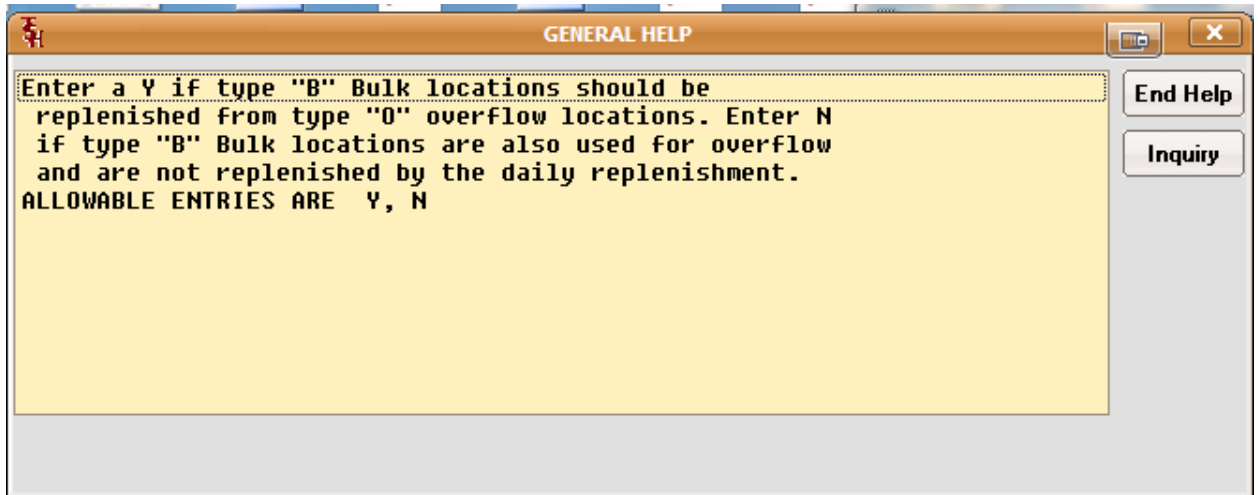 GENERAL HELP
Enter a Y if type "B" Bulk locations should be
replenished from type "O" overflow locations. Enter N
if type "B" Bulk locations are also used for overflow
and are not replenished by the daily replenishment.
ALLOWABLE ENTRIES ARE  Y, N
End Help
Inquiry